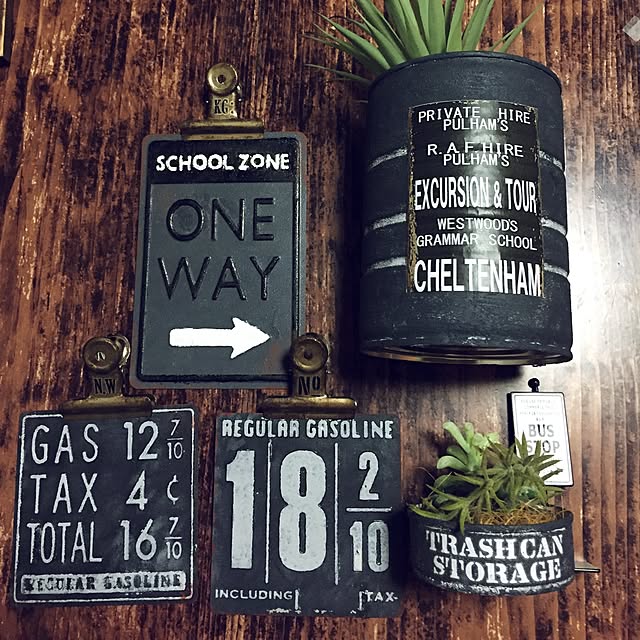 KG.
SCHOOL ZONE
ONE
WAY
PRIVATE HIRE
PULHAM'S
R.A.F HIRE
PULHAM'S
EXCURSION & TOUR
WESTWOOD'S
GRAMMAR SCHOOL
CHELTENHAM
N.W
GAS 12 7/10
TAX 4 ¢
TOTAL 16 7/10
REGULAR GASOLINE
NO
REGULAR GASOLINE
18 2/10
INCLUDING TAX
BUS
STOP
TRASH CAN
STORAGE